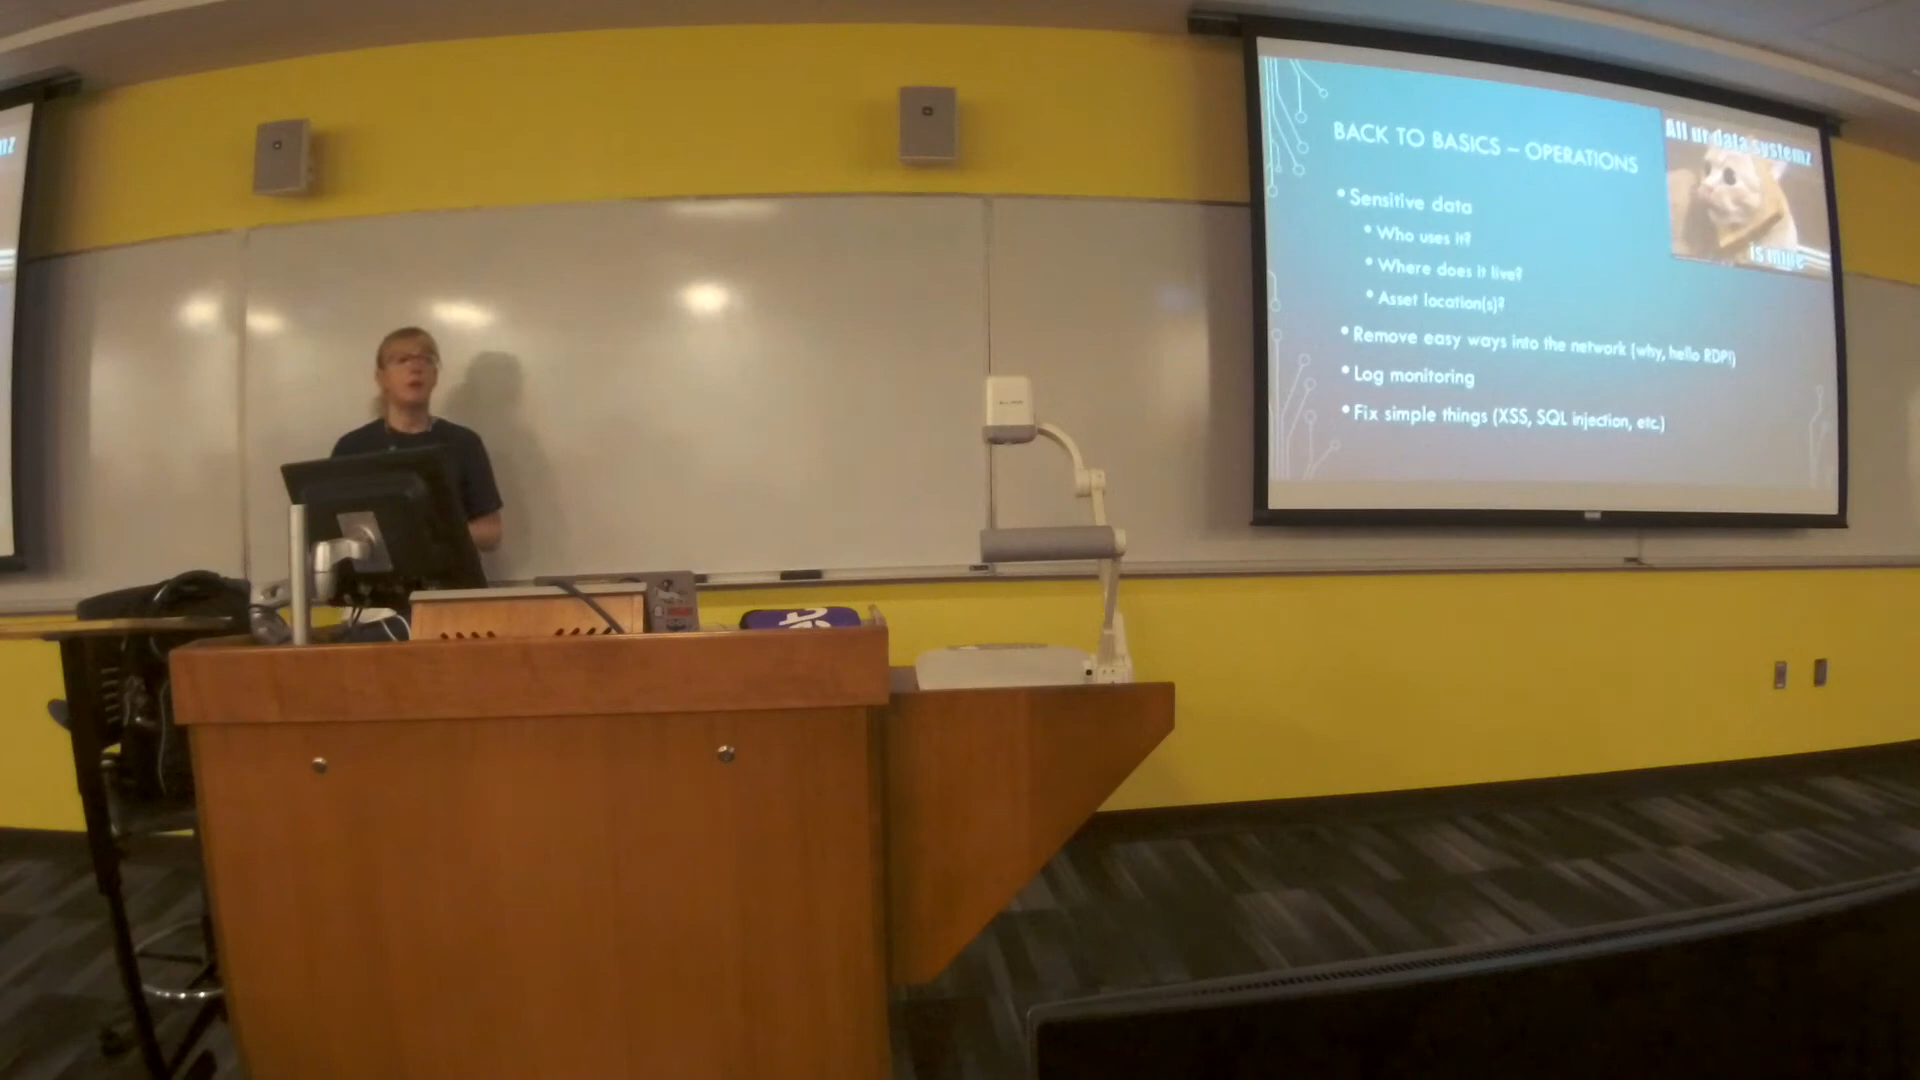 BACK TO BASICS – OPERATIONS
All ur data systemz
is mine
• Sensitive data
• Who uses it?
• Where does it live?
• Asset location(s)?
• Remove easy ways into the network (why, hello RDP!)
• Log monitoring
• Fix simple things (XSS, SQL injection, etc.)